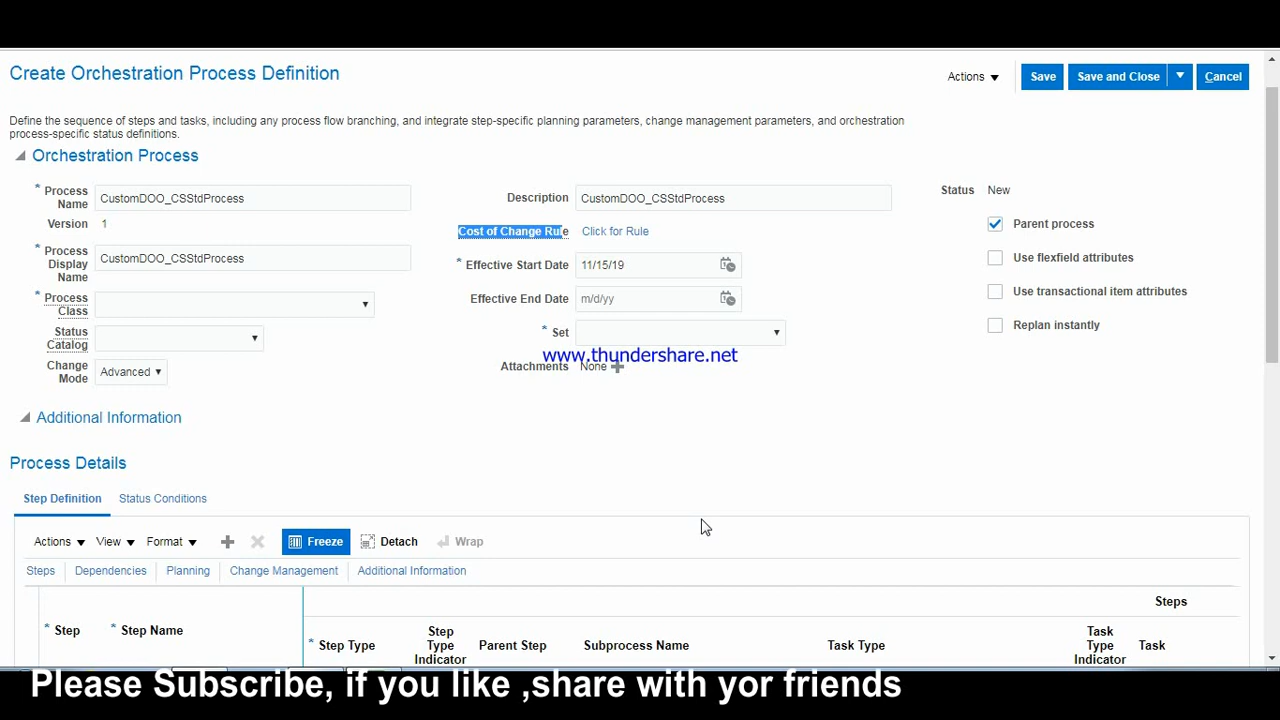 Create Orchestration Process Definition
Actions
Save
Save and Close
Cancel
Define the sequence of steps and tasks, including any process flow branching, and integrate step-specific planning parameters, change management parameters, and orchestration
process-specific status definitions.
Orchestration Process
* Process Name CustomDOO_CSStdProcess
Version 1
* Process Display Name CustomDOO_CSStdProcess
* Process Class
Status Catalog
Change Mode Advanced
Description CustomDOO_CSStdProcess
Cost of Change Rule Click for Rule
* Effective Start Date 11/15/19
Effective End Date m/d/yy
* Set
www.thundershare.net
Attachments None
Status New
Parent process
Use flexfield attributes
Use transactional item attributes
Replan instantly
Additional Information
Process Details
Step Definition Status Conditions
Actions View Format Freeze Detach Wrap
Steps Dependencies Planning Change Management Additional Information
Steps
* Step * Step Name * Step Type Step Type Indicator Parent Step Subprocess Name Task Type Task Type Indicator Task
Please Subscribe, if you like ,share with yor friends